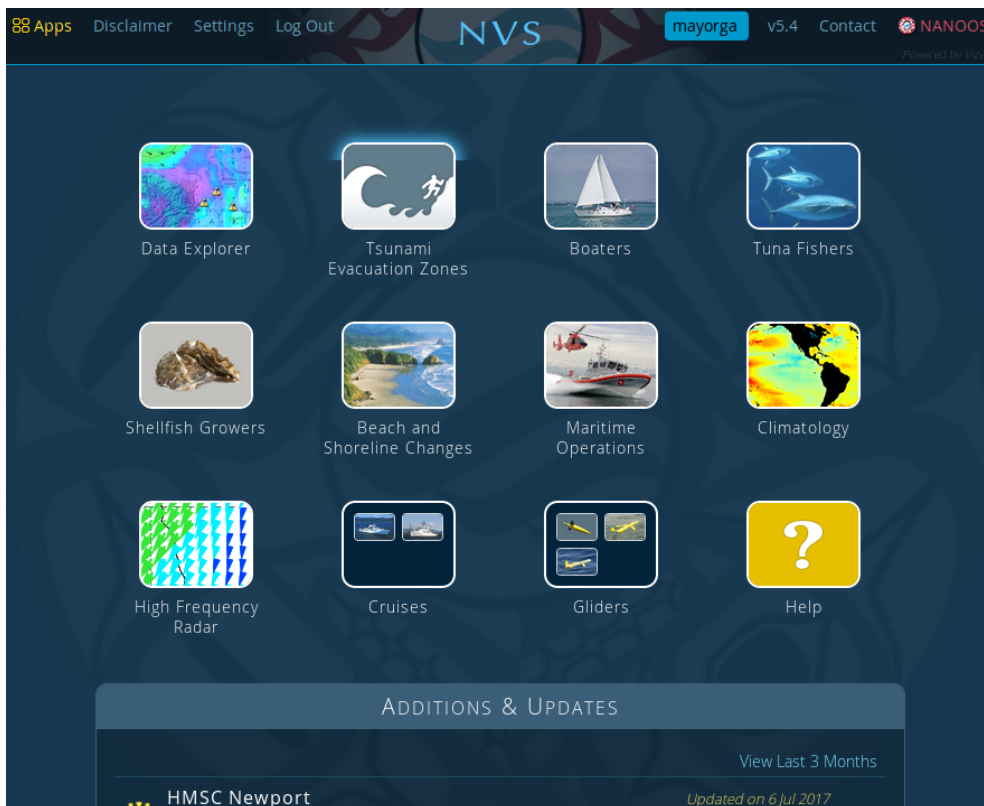 Apps Disclaimer Settings Log Out NVS mayorga v5.4 Contact NANOOS
Powered by
Data Explorer
Tsunami
Evacuation Zones
Boaters
Tuna Fishers
Shellfish Growers
Beach and
Shoreline Changes
Maritime
Operations
Climatology
High Frequency
Radar
Cruises
Gliders
?
Help
ADDITIONS & UPDATES
View Last 3 Months
HMSC Newport
Updated on 6 Jul 2017